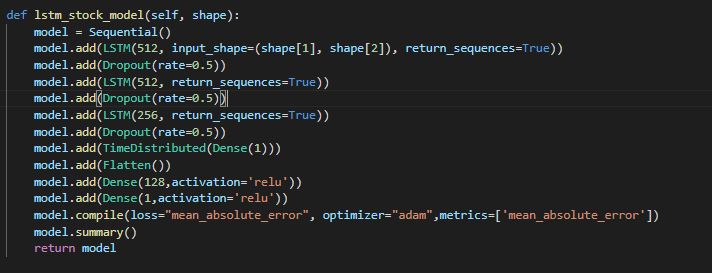 def lstm_stock_model(self, shape):
    model = Sequential()
    model.add(LSTM(512, input_shape=(shape[1], shape[2]), return_sequences=True))
    model.add(Dropout(rate=0.5))
    model.add(LSTM(512, return_sequences=True))
    model.add(Dropout(rate=0.5))
    model.add(LSTM(256, return_sequences=True))
    model.add(Dropout(rate=0.5))
    model.add(TimeDistributed(Dense(1)))
    model.add(Flatten())
    model.add(Dense(128,activation='relu'))
    model.add(Dense(1,activation='relu'))
    model.compile(loss="mean_absolute_error", optimizer="adam",metrics=['mean_absolute_error'])
    model.summary()
    return model